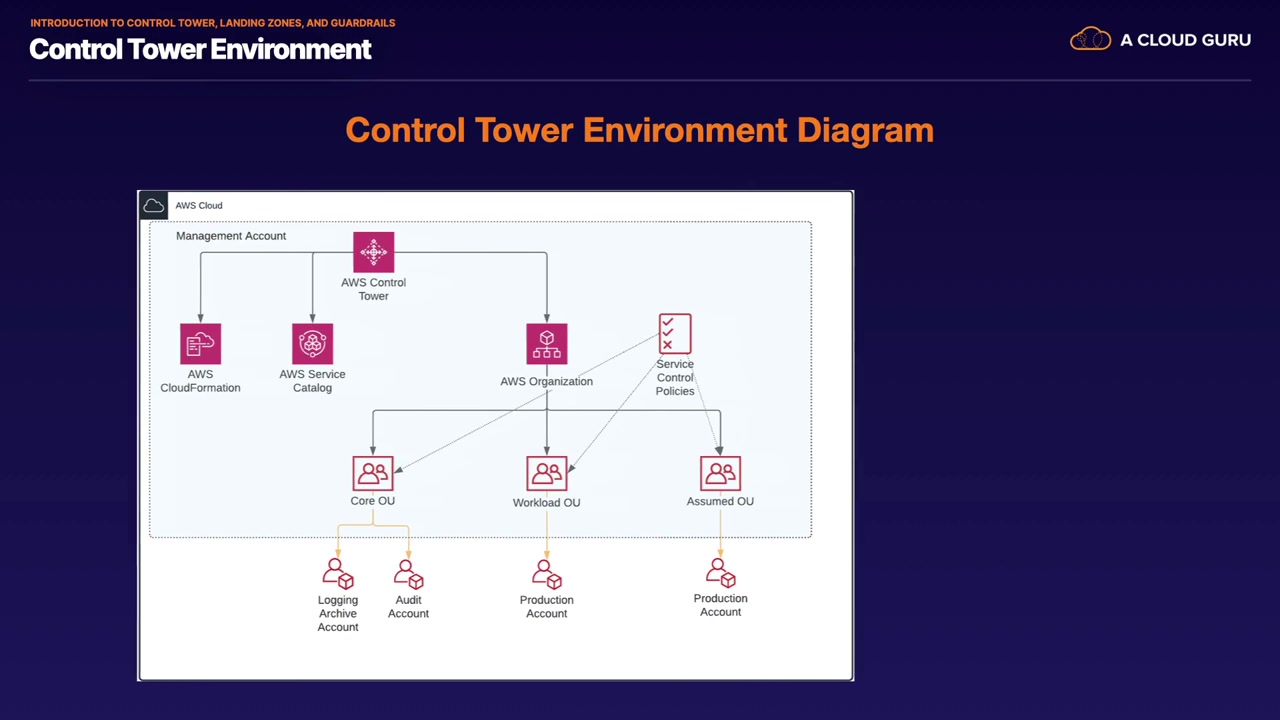 INTRODUCTION TO CONTROL TOWER, LANDING ZONES, AND GUARDRAILS
Control Tower Environment
A CLOUD GURU
Control Tower Environment Diagram
AWS Cloud
Management Account
AWS Control
Tower
AWS
CloudFormation
AWS Service
Catalog
AWS Organization
Service
Control
Policies
Core OU
Workload OU
Assumed OU
Logging
Archive
Account
Audit
Account
Production
Account
Production
Account